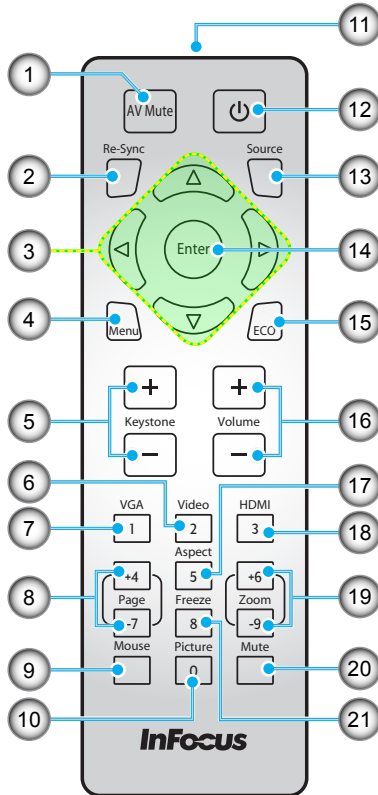 11
1
AV Mute
12
Re-Sync
Source
2
13
3
Enter
14
4
Menu
ECO
15
+
+
5
Keystone
Volume
16
−
−
17
6
VGA
Video
HDMI
7
1
2
3
18
Aspect
8
+4
5
+6
19
Page
Freeze
Zoom
-7
8
-9
Mouse
Picture
Mute
9
0
20
10
21
InFocus